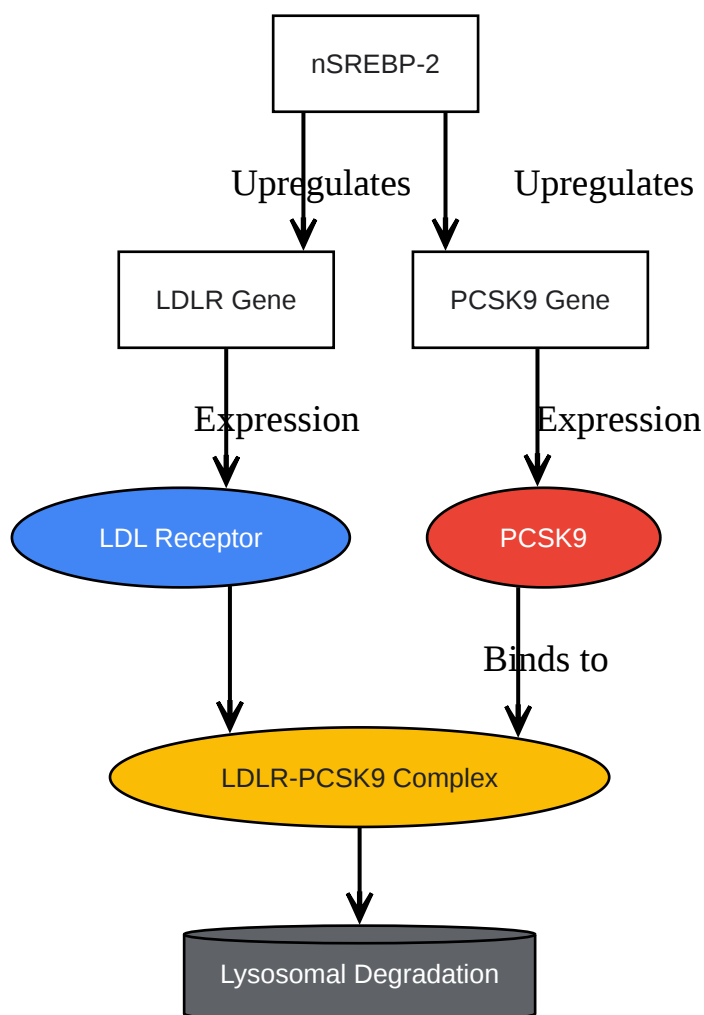 nSREBP-2
Upregulates
Upregulates
LDLR Gene
PCSK9 Gene
Expression
Expression
LDL Receptor
PCSK9
Binds to
LDLR-PCSK9 Complex
Lysosomal Degradation